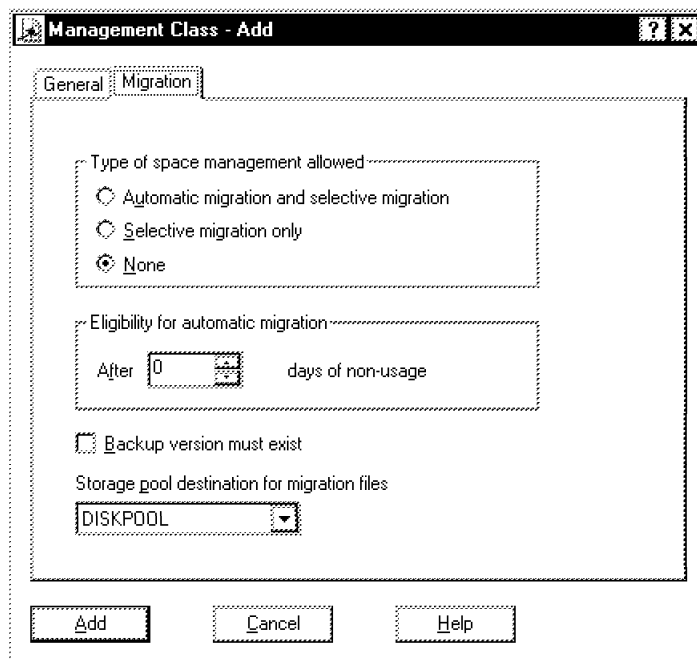 Management Class - Add
? X
General Migration
Type of space management allowed
Automatic migration and selective migration
Selective migration only
None
Eligibility for automatic migration
After 0 days of non-usage
Backup version must exist
Storage pool destination for migration files
DISKPOOL
Add Cancel Help